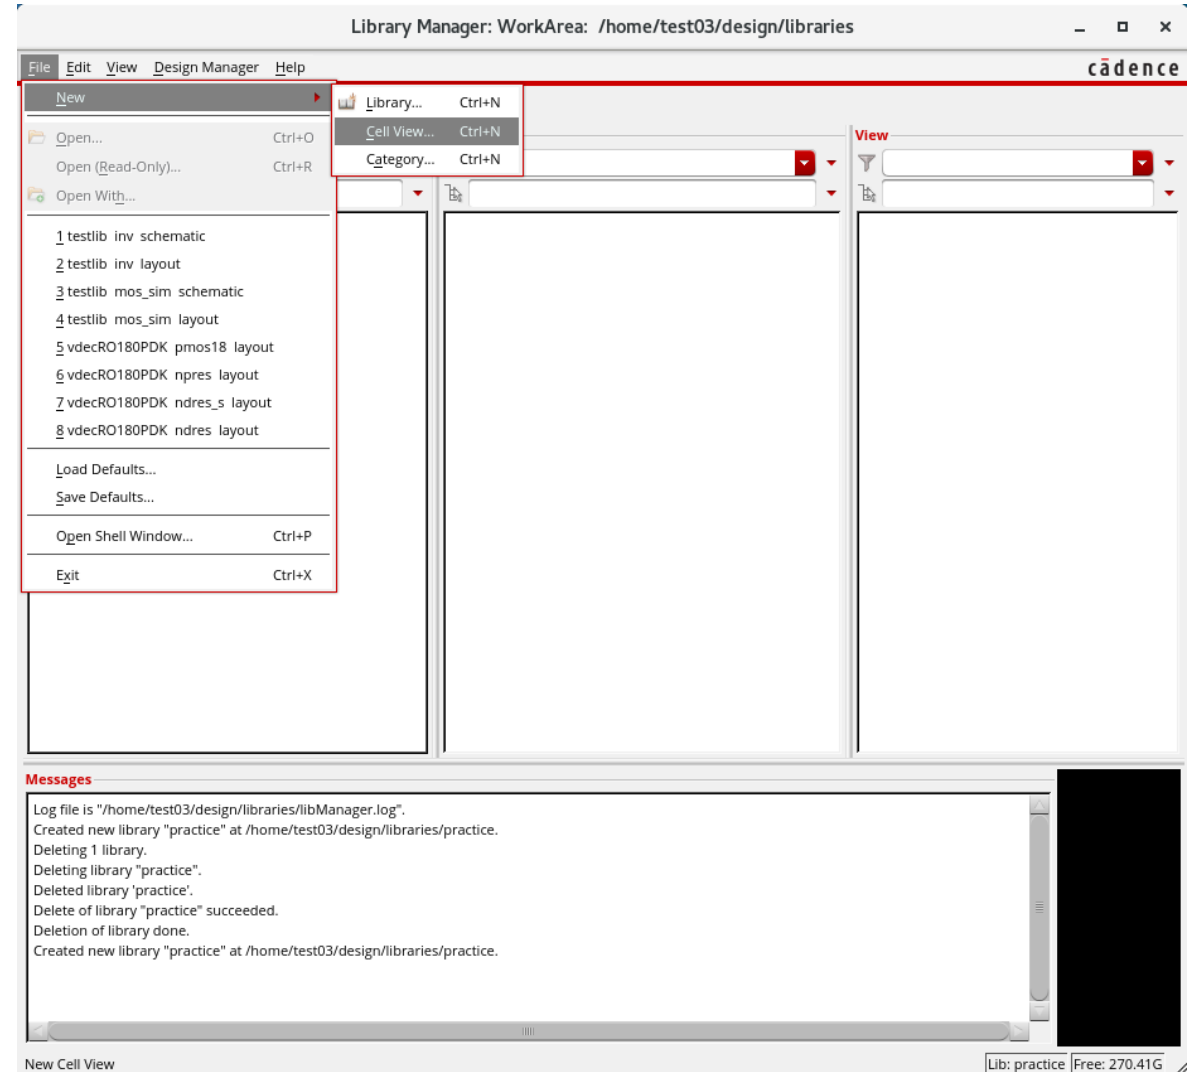 Library Manager: WorkArea: /home/test03/design/libraries
File Edit View Design Manager Help
cādence
New
Library... Ctrl+N
Cell View... Ctrl+N
Category... Ctrl+N
Open... Ctrl+O
Open (Read-Only)... Ctrl+R
Open With...
1 testlib inv schematic
2 testlib inv layout
3 testlib mos_sim schematic
4 testlib mos_sim layout
5 vdecRO180PDK pmos18 layout
6 vdecRO180PDK npres layout
7 vdecRO180PDK ndres_s layout
8 vdecRO180PDK ndres layout
Load Defaults...
Save Defaults...
Open Shell Window... Ctrl+P
Exit Ctrl+X
View
Messages
Log file is "/home/test03/design/libraries/libManager.log".
Created new library "practice" at /home/test03/design/libraries/practice.
Deleting 1 library.
Deleting library "practice".
Deleted library 'practice'.
Delete of library "practice" succeeded.
Deletion of library done.
Created new library "practice" at /home/test03/design/libraries/practice.
New Cell View
Lib: practice Free: 270.41G